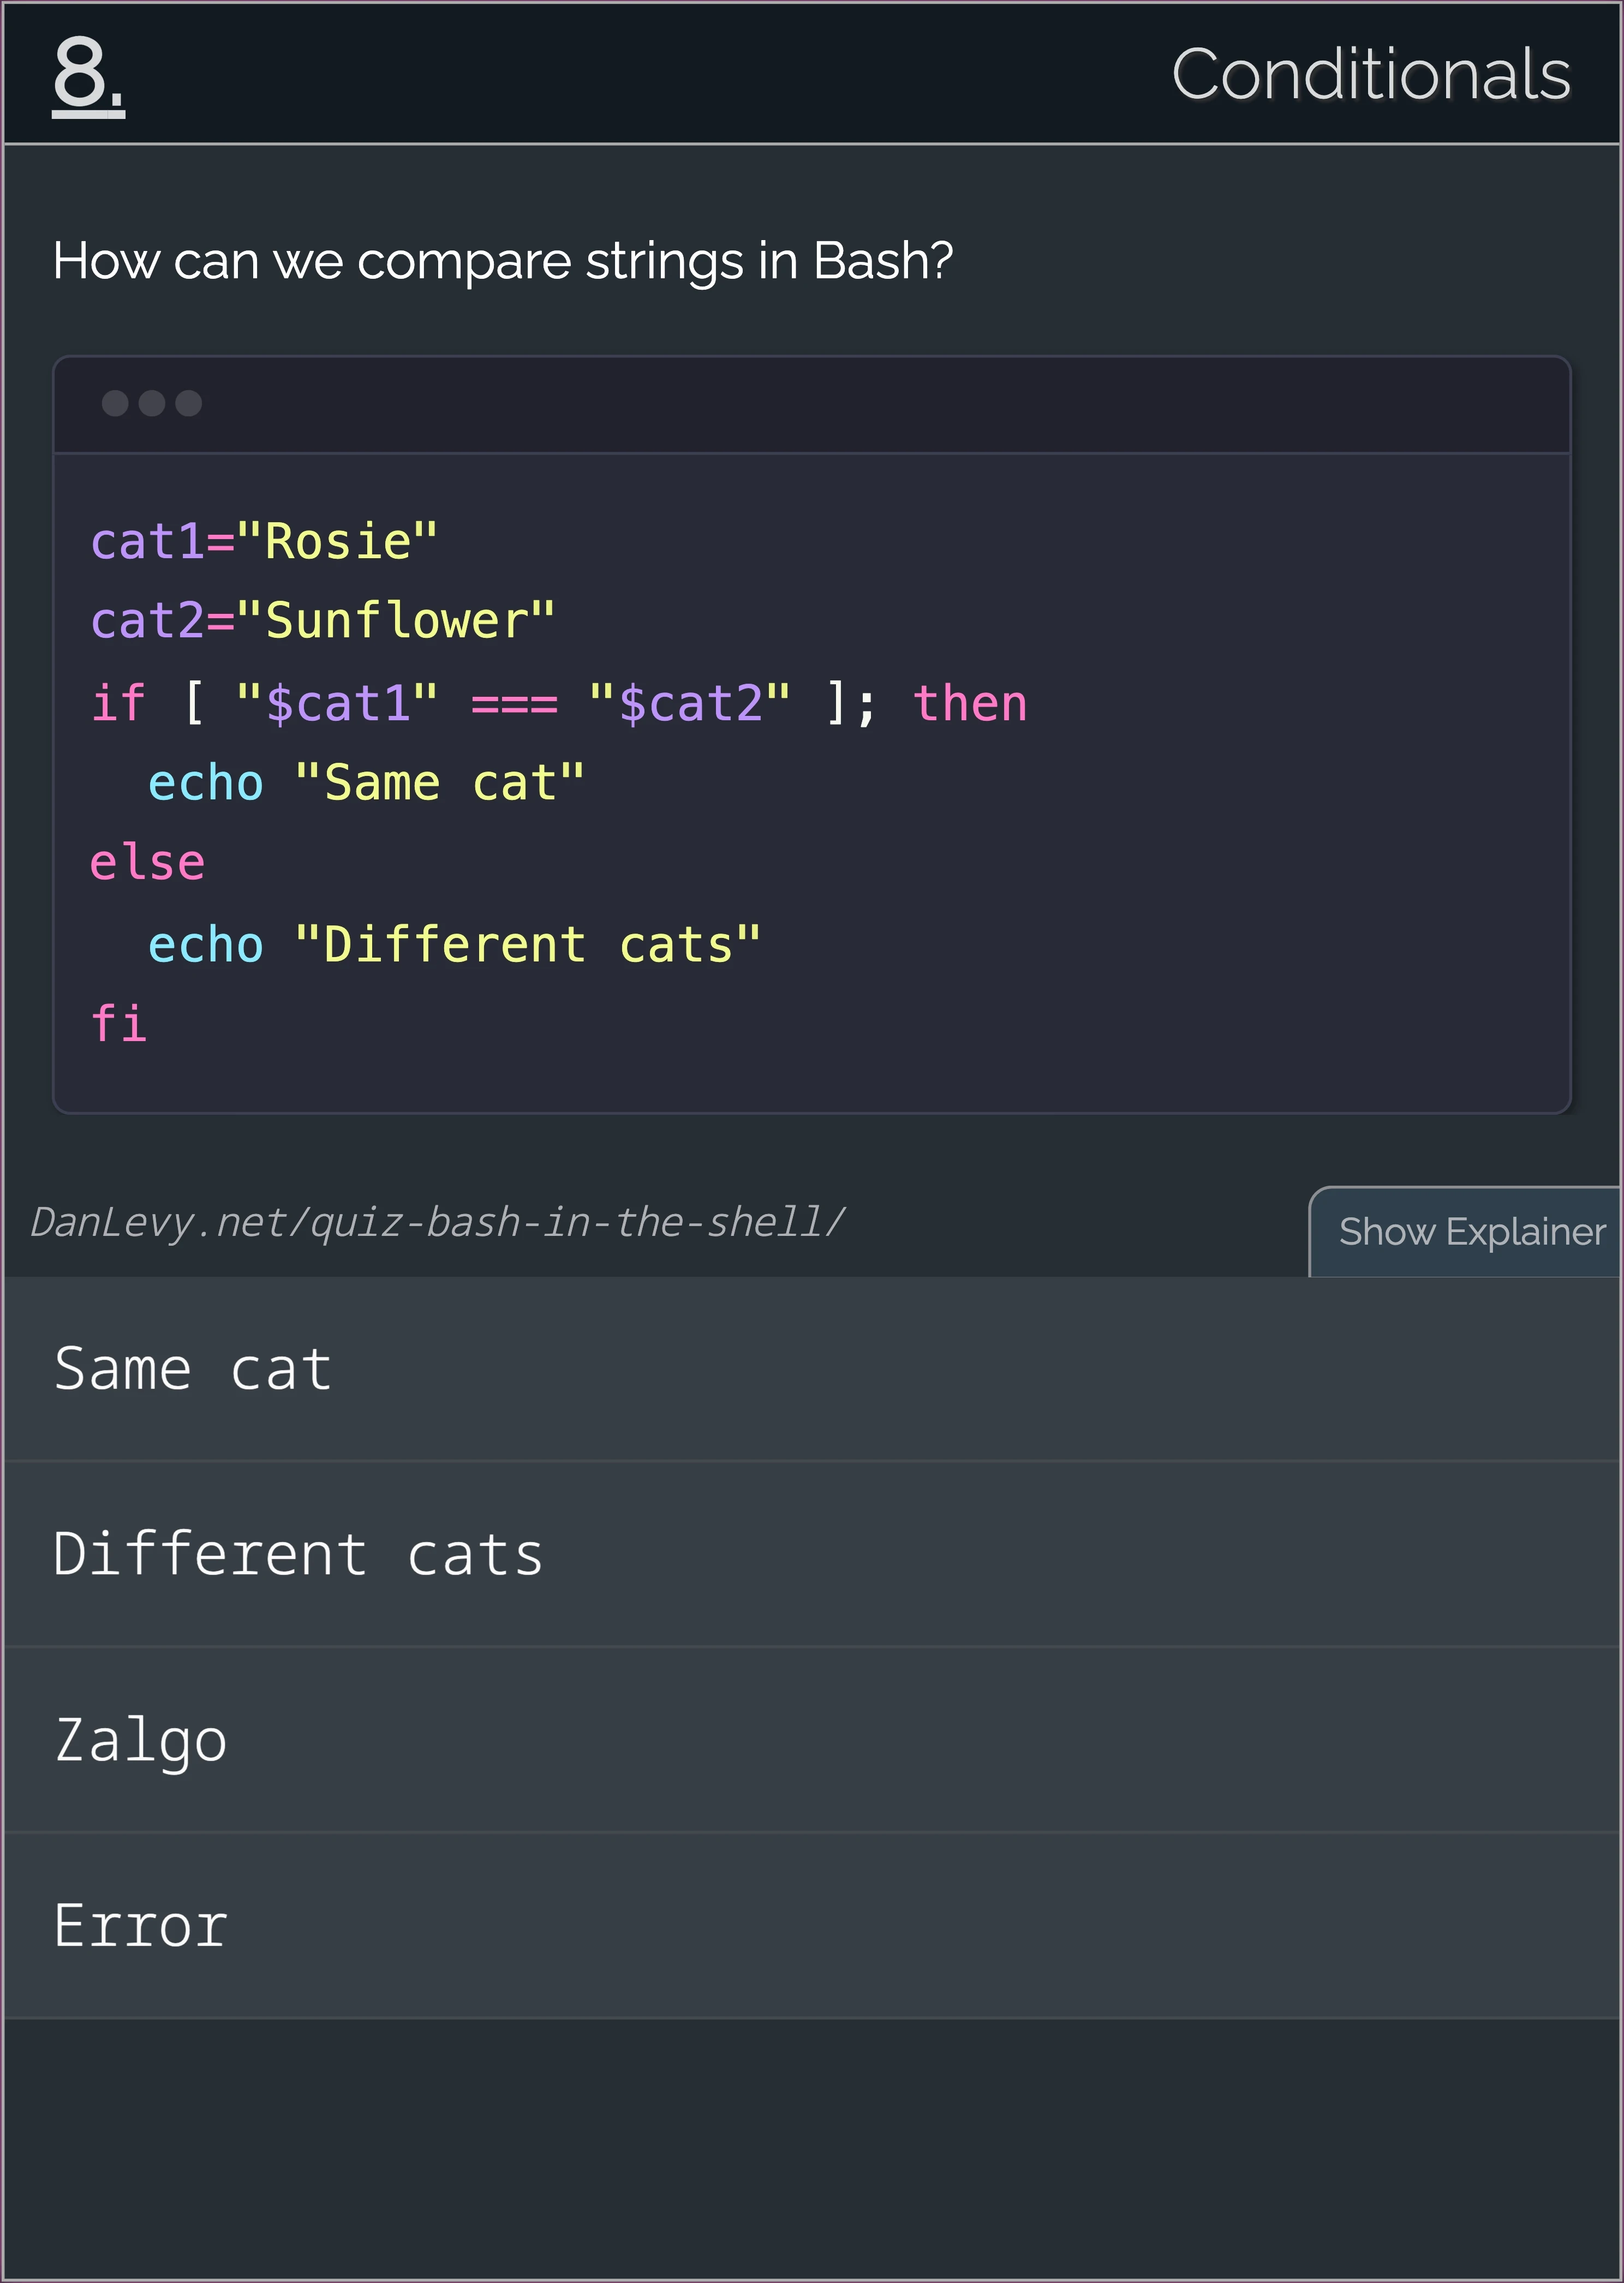 8.
Conditionals
How can we compare strings in Bash?
cat1="Rosie"
cat2="Sunflower"
if [ "$cat1" === "$cat2" ]; then
  echo "Same cat"
else
  echo "Different cats"
fi
DanLevy.net/quiz-bash-in-the-shell/
Show Explainer
Same cat
Different cats
Zalgo
Error